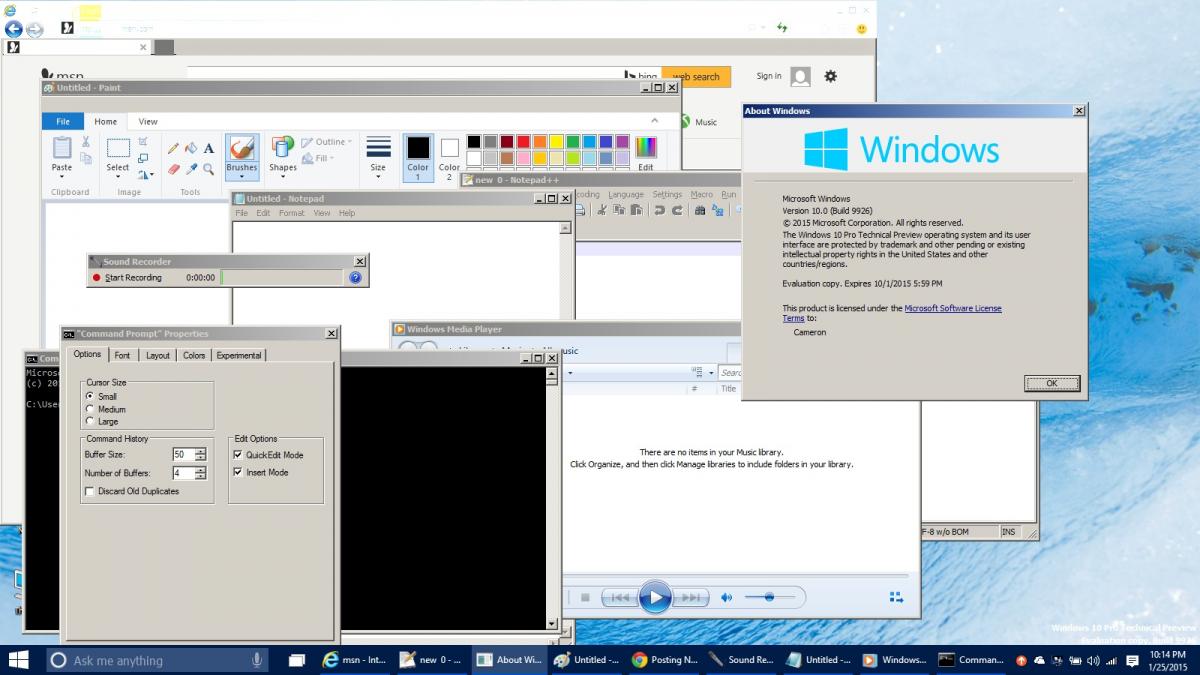 msn
bing
web search
Sign in
Music
Untitled - Paint
File Home View
Paste
Select
Brushes
Shapes
Outline
Fill
Size
Color
1
Color
2
Edit
Clipboard
Image
Tools
new 0 - Notepad++
Language Settings Macro Run
Untitled - Notepad
File Edit Format View Help
Sound Recorder
Start Recording 0:00:00
About Windows
Windows
Microsoft Windows
Version 10.0 (Build 9926)
© 2015 Microsoft Corporation. All rights reserved.
The Windows 10 Pro Technical Preview operating system and its user
interface are protected by trademark and other pending or existing
intellectual property rights in the United States and other
countries/regions.
Evaluation copy. Expires 10/1/2015 5:59 PM
This product is licensed under the Microsoft Software License
Terms to:
Cameron
OK
"Command Prompt" Properties
Options Font Layout Colors Experimental
Cursor Size
Small
Medium
Large
Command History
Buffer Size: 50
Number of Buffers: 4
Discard Old Duplicates
Edit Options
QuickEdit Mode
Insert Mode
Com
Micros
(c) 20
C:\Use
Windows Media Player
# Title
There are no items in your Music library.
Click Organize, and then click Manage libraries to include folders in your library.
F-8 w/o BOM INS
Windows 10 Pro Technical Preview
Evaluation copy. Build 9926
Ask me anything
msn - Int...
new 0 - ...
About Wi...
Untitled -...
Posting N...
Sound Re...
Untitled -...
Windows...
Comman...
10:14 PM
1/25/2015